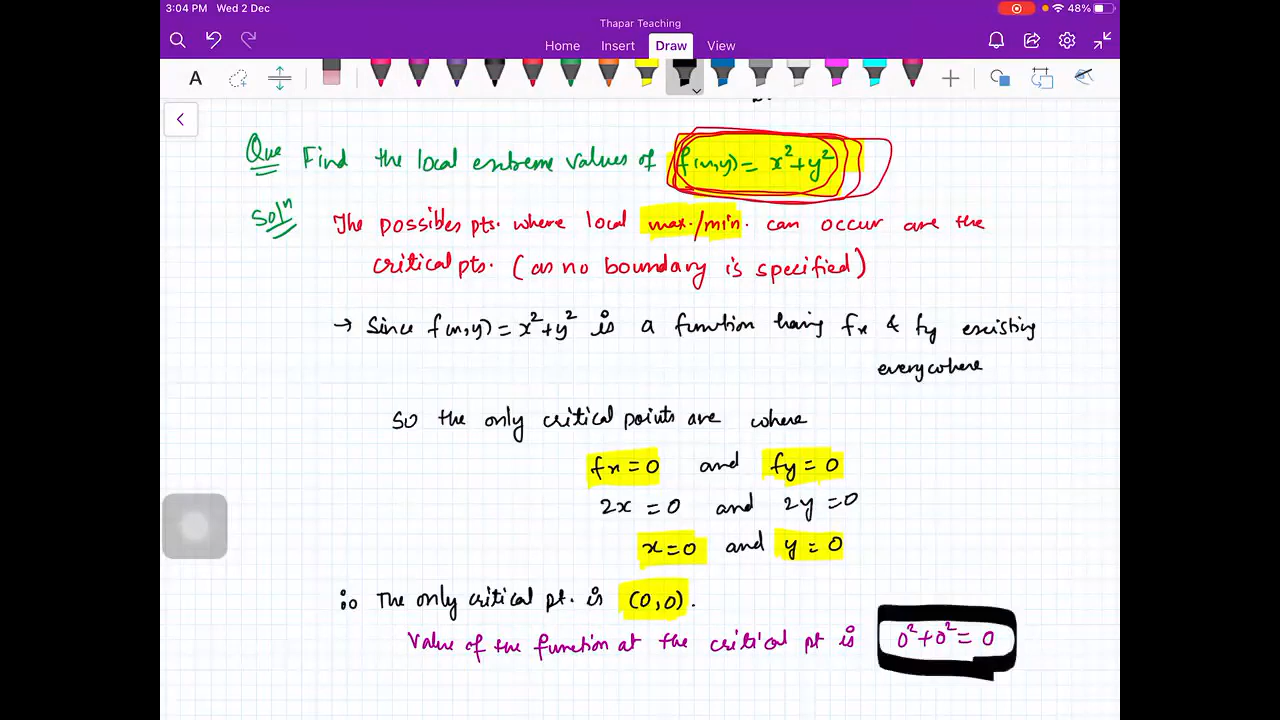 3:04 PM Wed 2 Dec
48%
Thapar Teaching
Home Insert Draw View
A
Que Find the local extreme values of f(x,y) = x²+y²
Solⁿ The possibles pts. where local max./min. can occur are the
critical pts. (as no boundary is specified)
→ Since f(x,y) = x²+y² is a function having fx & fy existing
everywhere
So the only critical points are where
fx = 0 and fy = 0
2x = 0 and 2y = 0
x = 0 and y = 0
∴ The only critical pt. is (0,0).
Value of the function at the critical pt is 0²+0² = 0